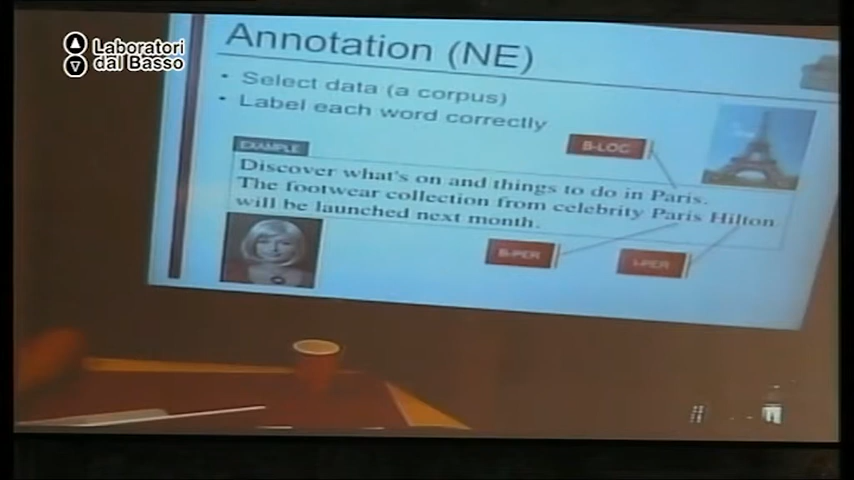 Laboratori
dal Basso
Annotation (NE)
• Select data (a corpus)
• Label each word correctly
B-LOC
EXAMPLE
Discover what's on and things to do in Paris.
The footwear collection from celebrity Paris Hilton
will be launched next month.
B-PER
I-PER